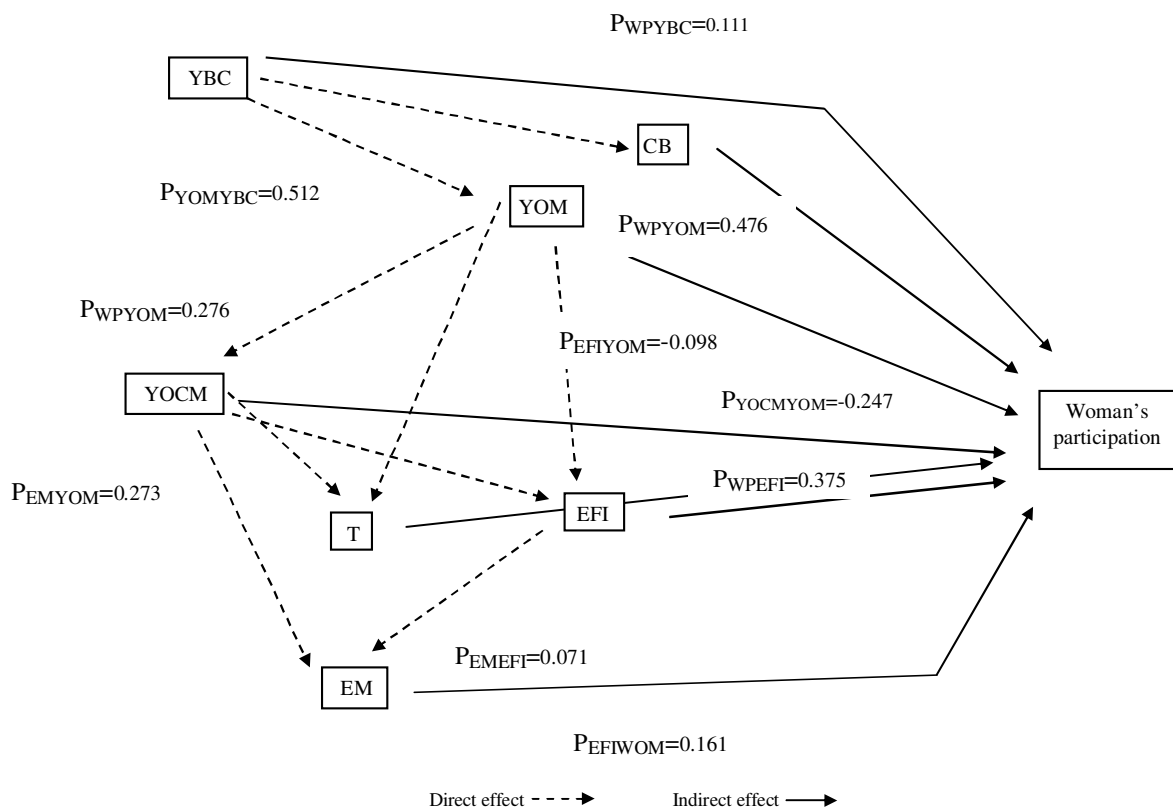 PWPYBC=0.111
YBC
CB
PYOMYBC=0.512
YOM
PWPYOM=0.476
PWPYOM=0.276
PEFIYOM=-0.098
YOCM
PYOCMYOM=-0.247
Woman's
participation
PEMYOM=0.273
PWPEFI=0.375
T
EFI
PEMEFI=0.071
EM
PEFIWOM=0.161
Direct effect
Indirect effect